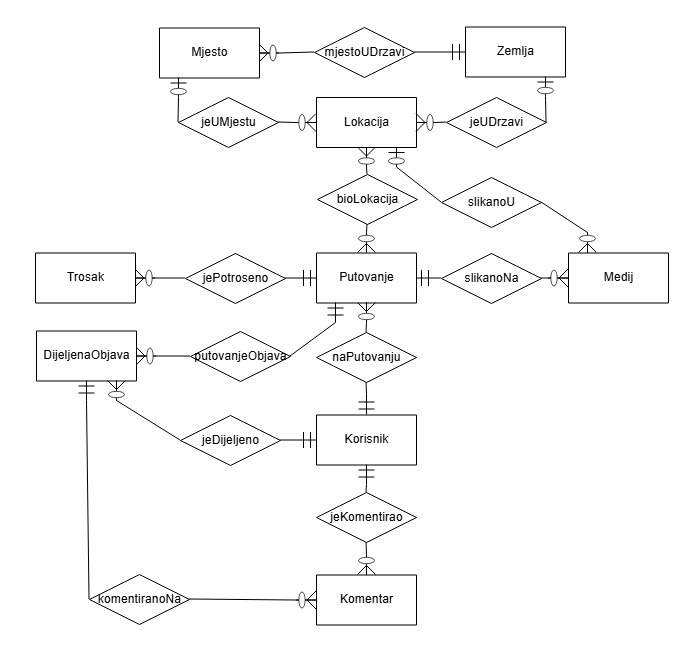 Mjesto
mjestoUDrzavi
Zemlja
jeUMjestu
Lokacija
jeUDrzavi
bioLokacija
slikanoU
Trosak
jePotroseno
Putovanje
slikanoNa
Medij
DijeljenaObjava
putovanjeObjava
naPutovanju
jeDijeljeno
Korisnik
jeKomentirao
komentiranoNa
Komentar